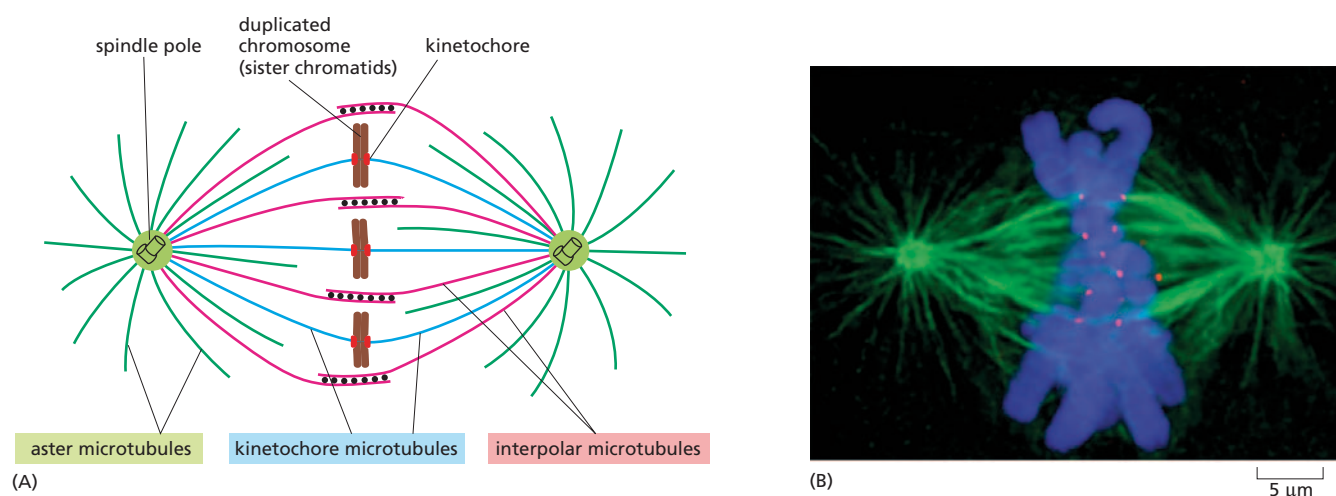 spindle pole
duplicated
chromosome
(sister chromatids)
kinetochore
aster microtubules
kinetochore microtubules
interpolar microtubules
(A)
(B)
5 μm